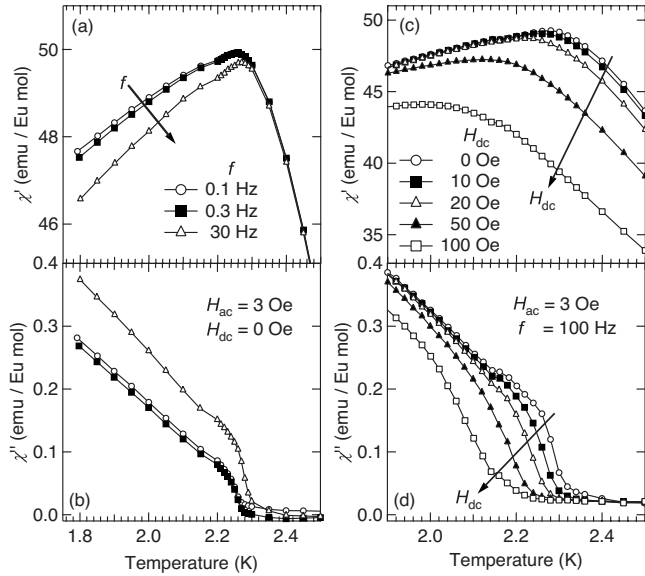 (a)
50
48
46
0.4
χ' (emu / Eu mol)
f
f
0.1 Hz
0.3 Hz
30 Hz
(b)
0.3
0.2
0.1
0.0
χ'' (emu / Eu mol)
H_ac = 3 Oe
H_dc = 0 Oe
1.8 2.0 2.2 2.4
Temperature (K)
(c)
50
45
40
35
0.4
χ' (emu / Eu mol)
H_dc
0 Oe
10 Oe
20 Oe
50 Oe
100 Oe
H_dc
(d)
0.3
0.2
0.1
0.0
χ'' (emu / Eu mol)
H_ac = 3 Oe
f = 100 Hz
H_dc
2.0 2.2 2.4
Temperature (K)